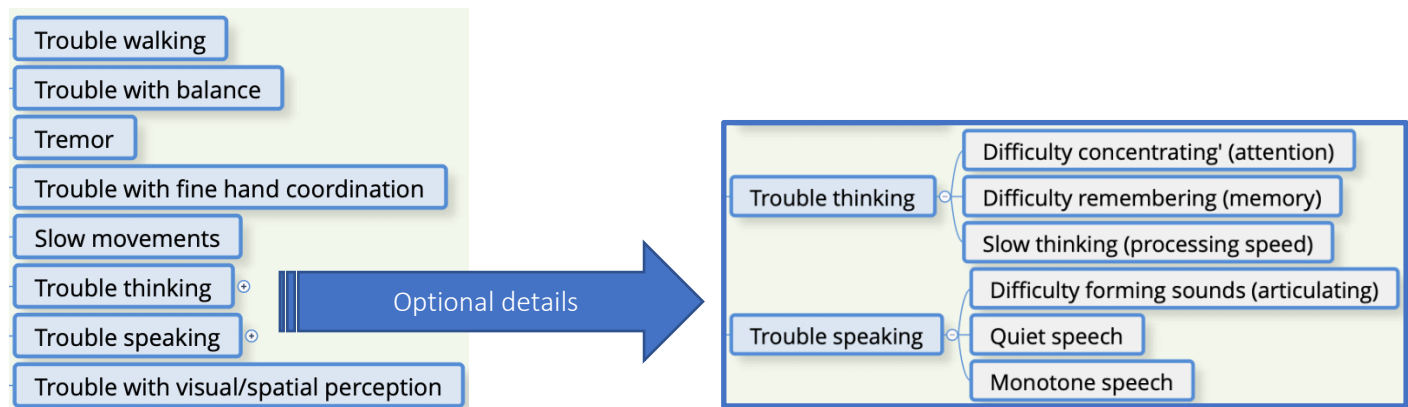 Trouble walking
Trouble with balance
Tremor
Trouble with fine hand coordination
Slow movements
Trouble thinking
Trouble speaking
Trouble with visual/spatial perception
Optional details
Trouble thinking
Difficulty concentrating' (attention)
Difficulty remembering (memory)
Slow thinking (processing speed)
Trouble speaking
Difficulty forming sounds (articulating)
Quiet speech
Monotone speech